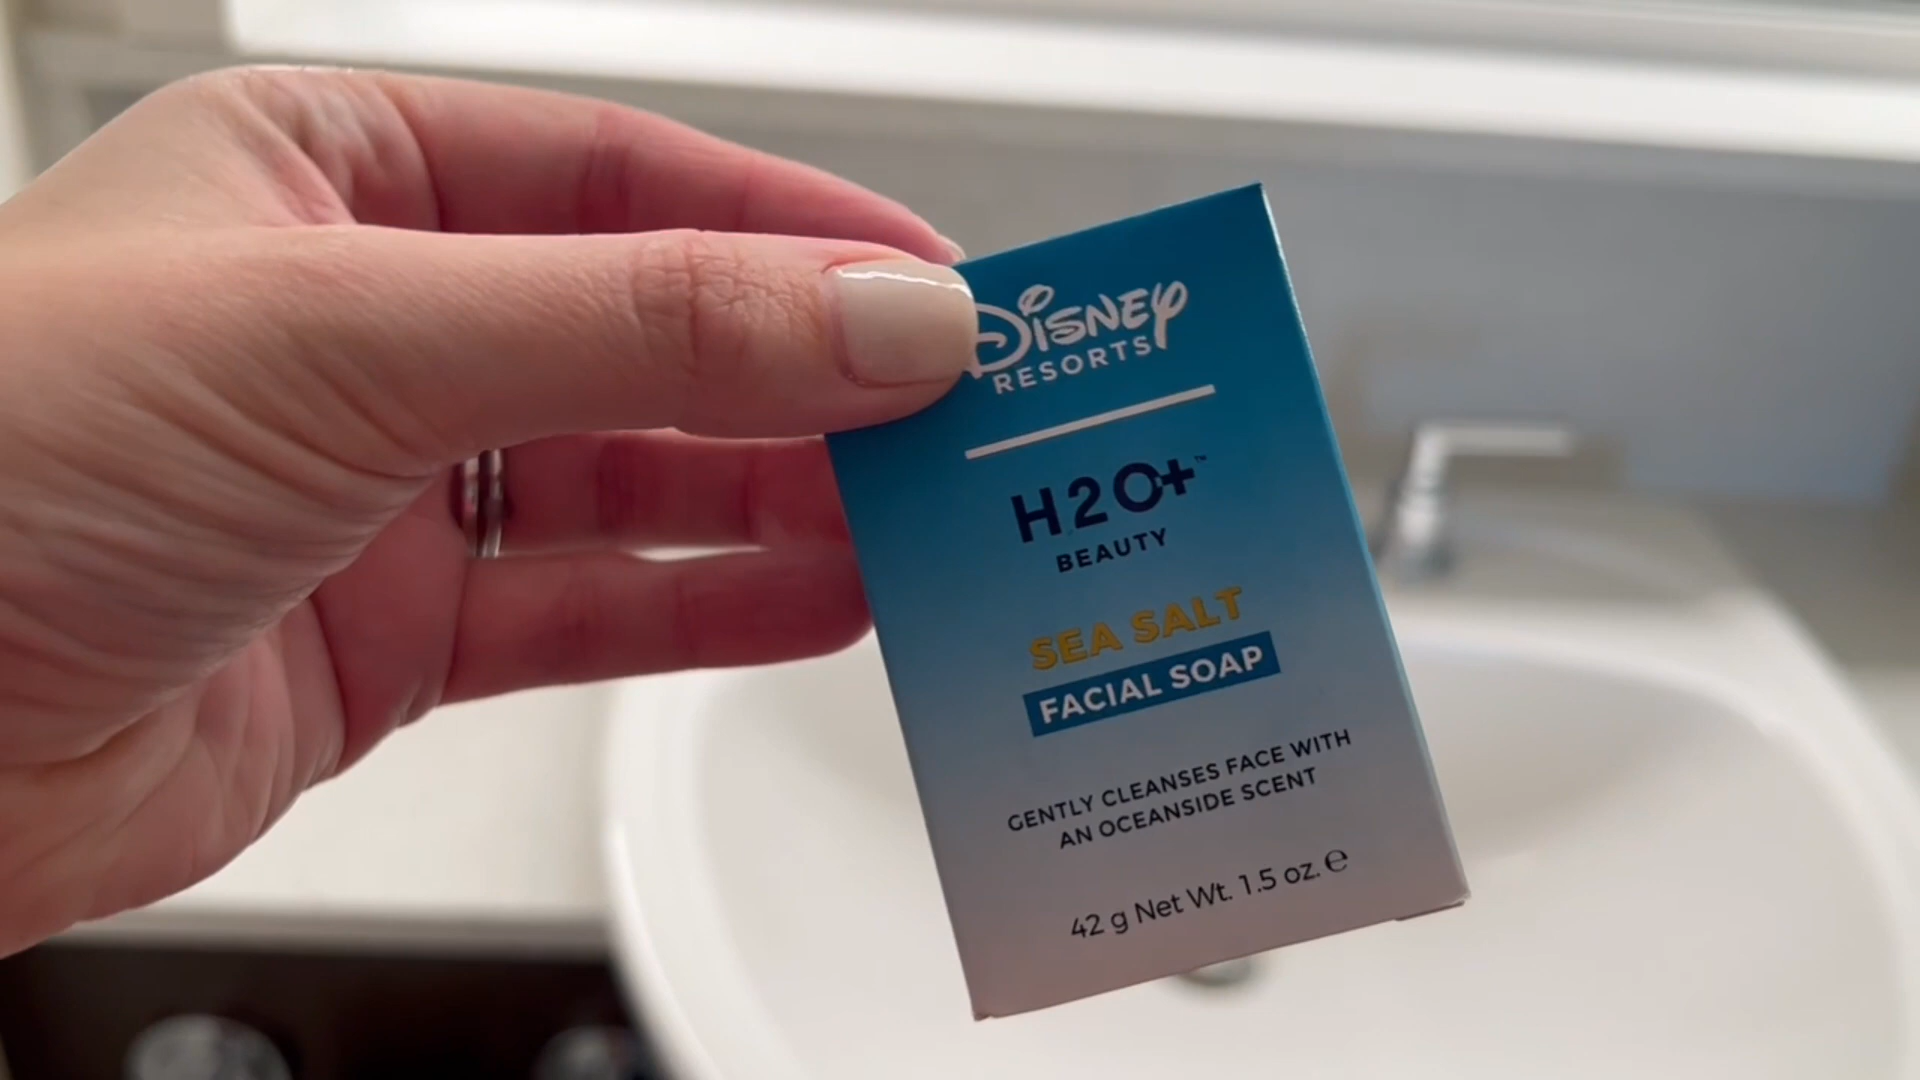 Disney
RESORTS
H2O+™
BEAUTY
SEA SALT
FACIAL SOAP
GENTLY CLEANSES FACE WITH
AN OCEANSIDE SCENT
42 g Net Wt. 1.5 oz. ℮